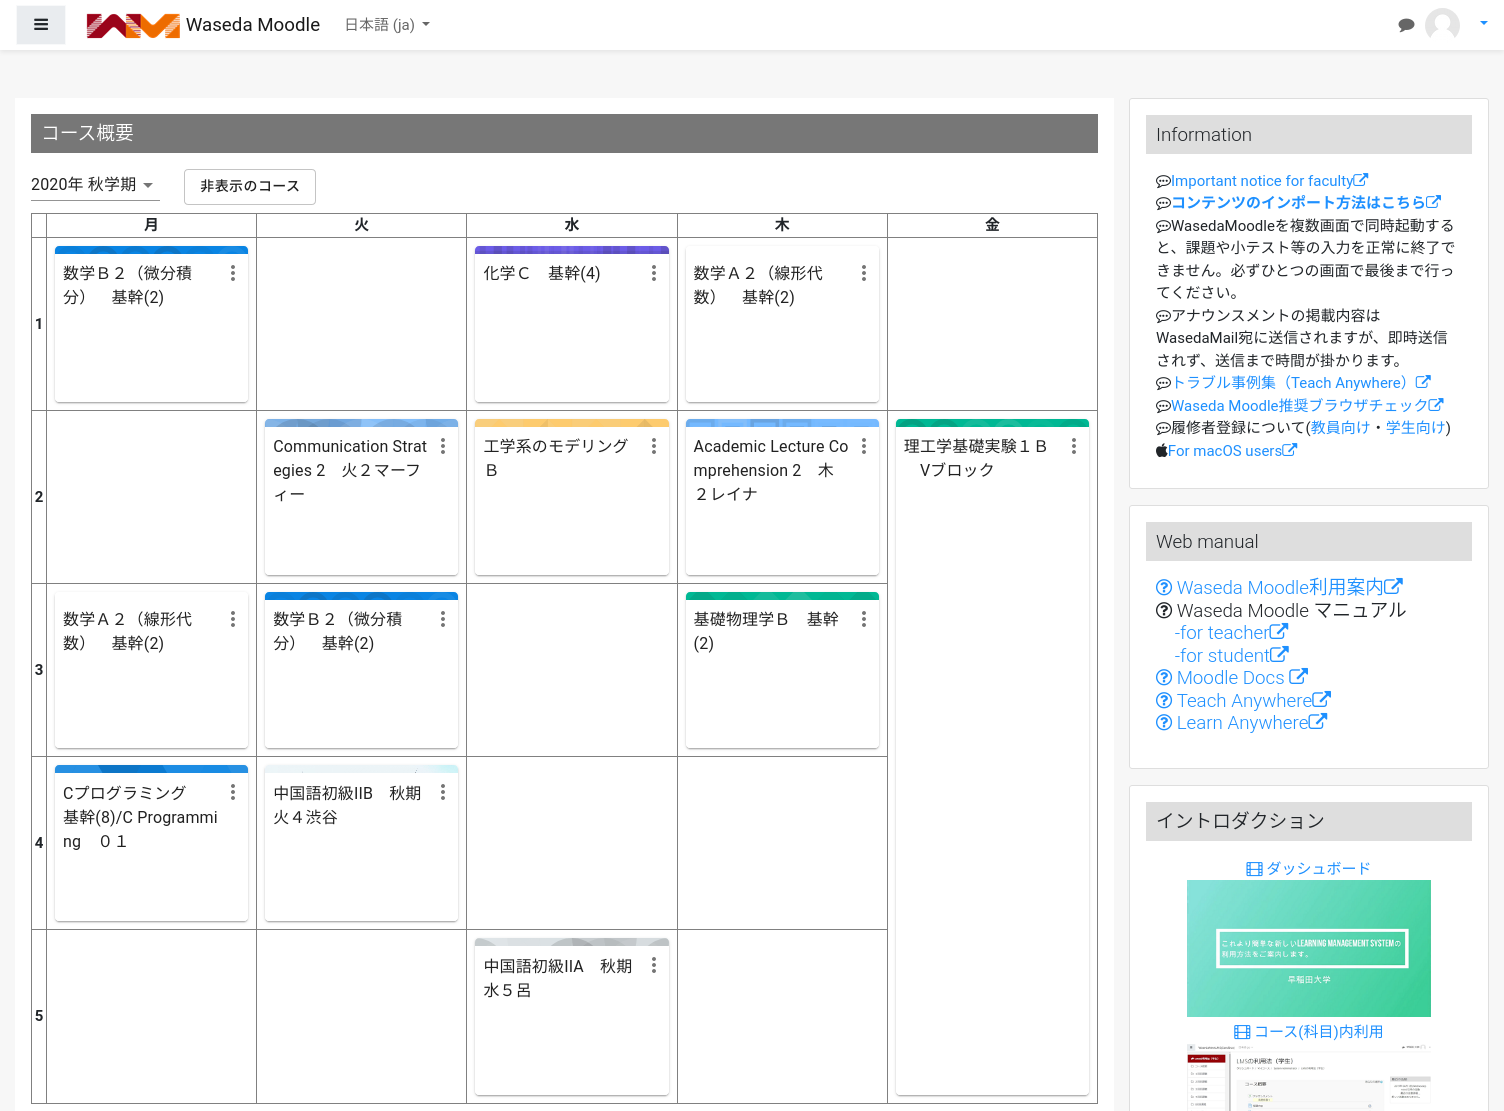 Waseda Moodle
日本語 (ja)
コース概要
2020年 秋学期
非表示のコース
月 火 水 木 金
1
数学Ｂ２（微分積
分） 基幹(2)
化学Ｃ 基幹(4)
数学Ａ２（線形代
数） 基幹(2)
2
Communication Strat
egies 2 火２マーフ
ィー
工学系のモデリング
Ｂ
Academic Lecture Co
mprehension 2 木
２レイナ
理工学基礎実験１Ｂ
Vブロック
3
数学Ａ２（線形代
数） 基幹(2)
数学Ｂ２（微分積
分） 基幹(2)
基礎物理学Ｂ 基幹
(2)
4
Cプログラミング
基幹(8)/C Programmi
ng ０１
中国語初級IIB 秋期
火４渋谷
5
中国語初級IIA 秋期
水５呂
Information
Important notice for faculty
コンテンツのインポート方法はこちら
WasedaMoodleを複数画面で同時起動する
と、課題や小テスト等の入力を正常に終了で
きません。必ずひとつの画面で最後まで行っ
てください。
アナウンスメントの掲載内容は
WasedaMail宛に送信されますが、即時送信
されず、送信まで時間が掛かります。
トラブル事例集（Teach Anywhere）
Waseda Moodle推奨ブラウザチェック
履修者登録について(教員向け・学生向け)
For macOS users
Web manual
Waseda Moodle利用案内
Waseda Moodle マニュアル
-for teacher
-for student
Moodle Docs
Teach Anywhere
Learn Anywhere
イントロダクション
ダッシュボード
これより簡単な新しいLEARNING MANAGEMENT SYSTEMの
利用方法をご案内します。
早稲田大学
コース(科目)内利用
LMSの利用法（学生）
コース概要